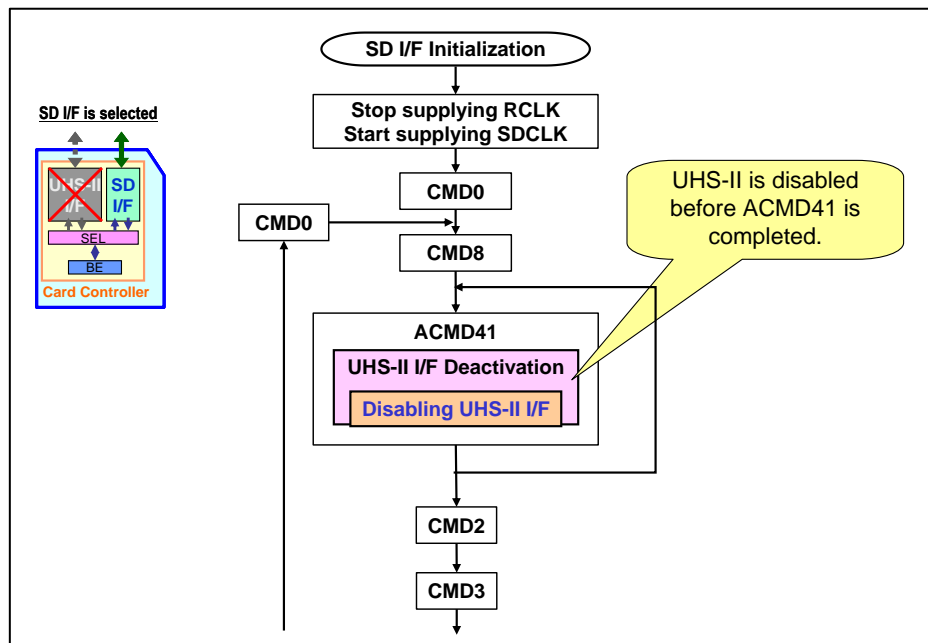 SD I/F Initialization
Stop supplying RCLK
Start supplying SDCLK
SD I/F is selected
UHS-II
I/F
SD
I/F
SEL
BE
Card Controller
CMD0
CMD0
CMD8
UHS-II is disabled
before ACMD41 is
completed.
ACMD41
UHS-II I/F Deactivation
Disabling UHS-II I/F
CMD2
CMD3